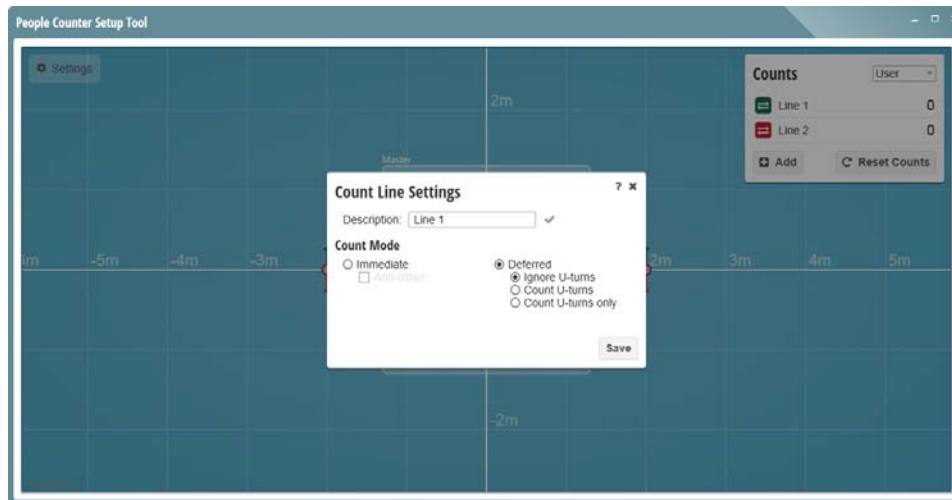 People Counter Setup Tool
Settings
Counts
User
Line 1 0
Line 2 0
Add
Reset Counts
2m
Master
Count Line Settings
? ×
Description: Line 1
Count Mode
Immediate
Anti-dither
Deferred
Ignore U-turns
Count U-turns
Count U-turns only
Save
-5m
-4m
-3m
2m
3m
4m
5m
-2m